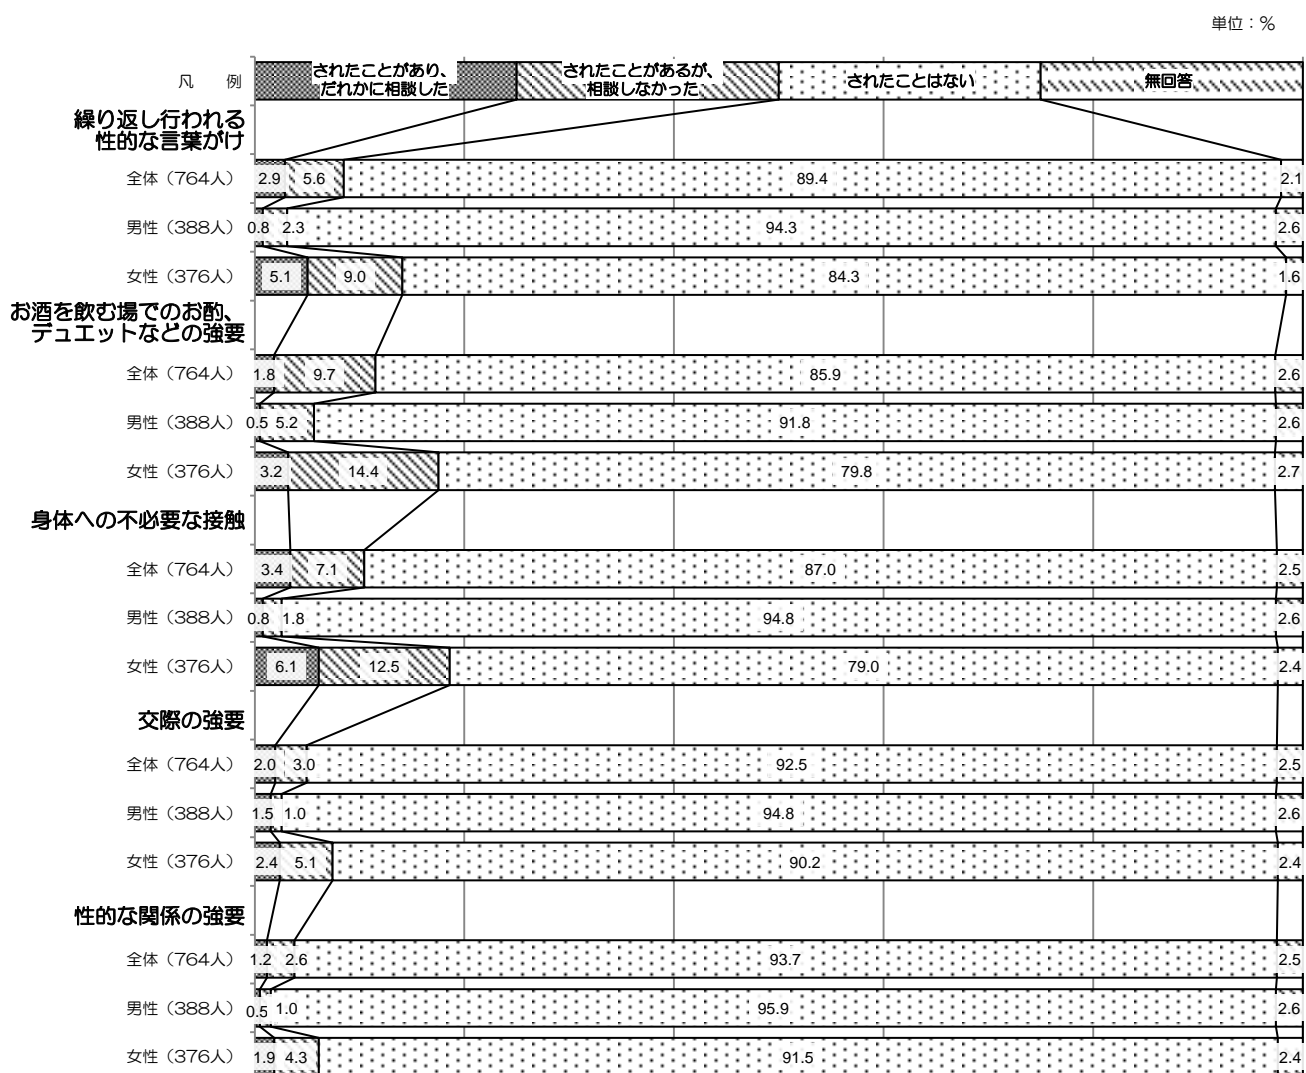 単位：％
凡　例
されたことがあり、
だれかに相談した
されたことがあるが、
相談しなかった
されたことはない
無回答
繰り返し行われる
性的な言葉がけ
全体（764人） 2.9 5.6 89.4 2.1
男性（388人） 0.8 2.3 94.3 2.6
女性（376人） 5.1 9.0 84.3 1.6
お酒を飲む場でのお酌、
デュエットなどの強要
全体（764人） 1.8 9.7 85.9 2.6
男性（388人） 0.5 5.2 91.8 2.6
女性（376人） 3.2 14.4 79.8 2.7
身体への不必要な接触
全体（764人） 3.4 7.1 87.0 2.5
男性（388人） 0.8 1.8 94.8 2.6
女性（376人） 6.1 12.5 79.0 2.4
交際の強要
全体（764人） 2.0 3.0 92.5 2.5
男性（388人） 1.5 1.0 94.8 2.6
女性（376人） 2.4 5.1 90.2 2.4
性的な関係の強要
全体（764人） 1.2 2.6 93.7 2.5
男性（388人） 0.5 1.0 95.9 2.6
女性（376人） 1.9 4.3 91.5 2.4